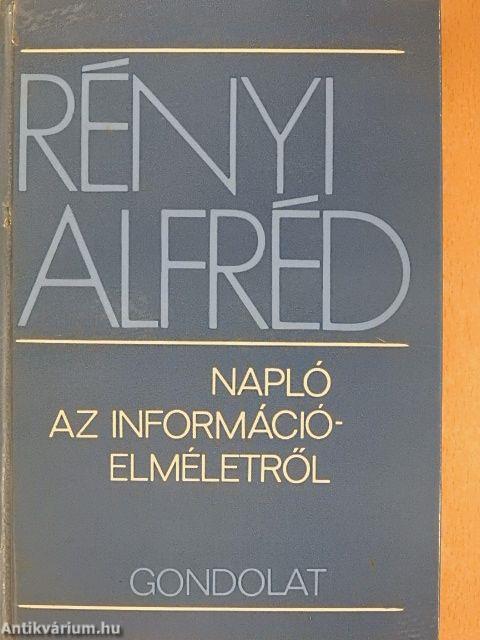 RÉNYI
ALFRÉD
NAPLÓ
AZ INFORMÁCIÓ-
ELMÉLETRŐL
GONDOLAT
Antikvárium.hu